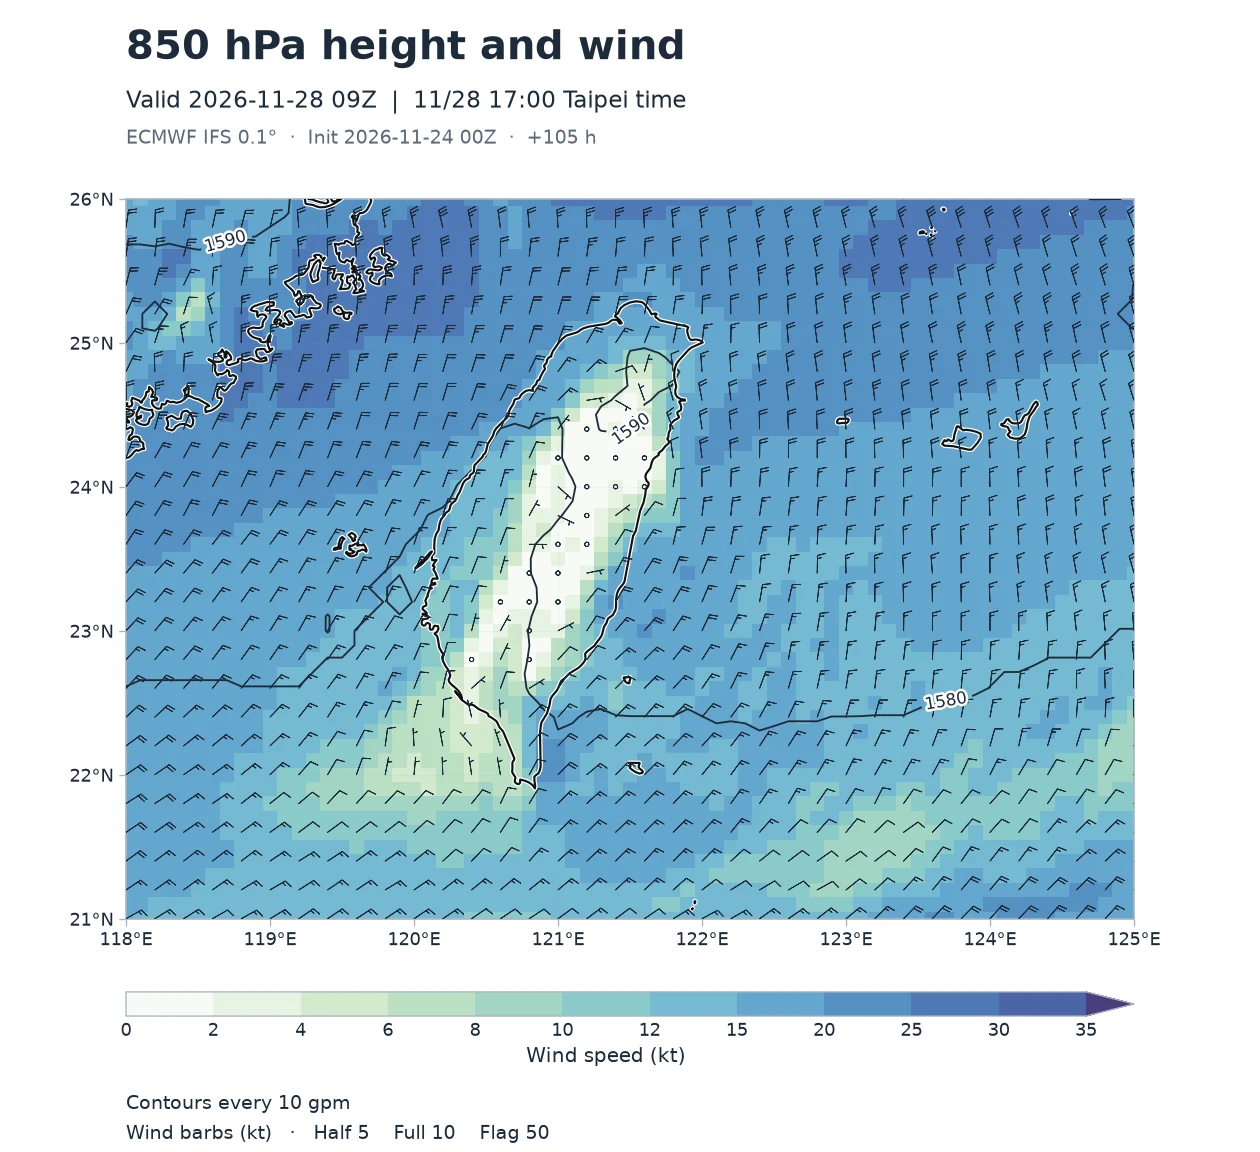 850 hPa height and wind
Valid 2026-11-28 09Z | 11/28 17:00 Taipei time
ECMWF IFS 0.1° · Init 2026-11-24 00Z · +105 h
26°N
25°N
24°N
23°N
22°N
21°N
1590
1590
1580
118°E 119°E 120°E 121°E 122°E 123°E 124°E 125°E
0 2 4 6 8 10 12 15 20 25 30 35
Wind speed (kt)
Contours every 10 gpm
Wind barbs (kt) · Half 5 Full 10 Flag 50